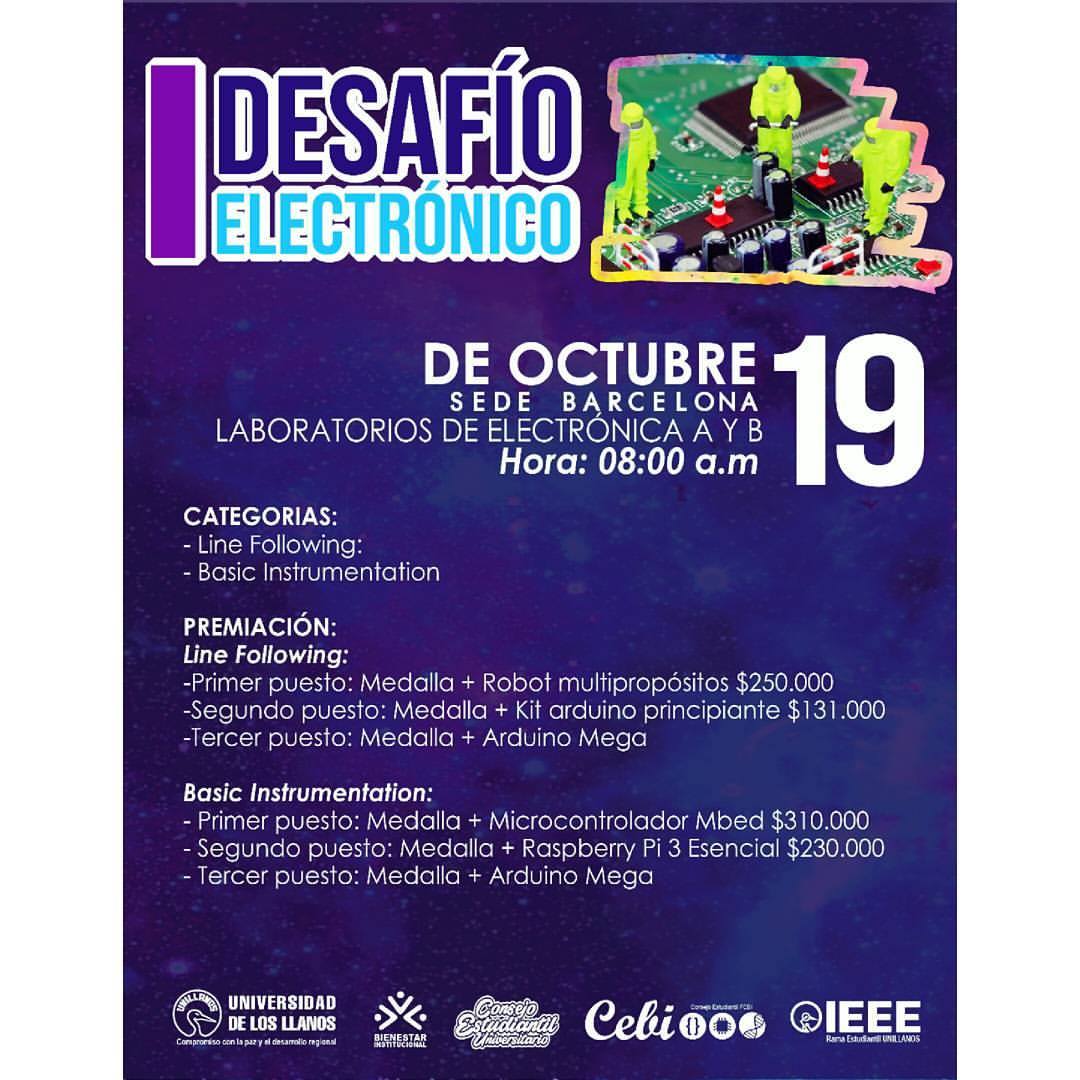 I DESAFÍO
ELECTRÓNICO
19 DE OCTUBRE
SEDE BARCELONA
LABORATORIOS DE ELECTRÓNICA A Y B
Hora: 08:00 a.m
CATEGORIAS:
- Line Following:
- Basic Instrumentation
PREMIACIÓN:
Line Following:
-Primer puesto: Medalla + Robot multipropósitos $250.000
-Segundo puesto: Medalla + Kit arduino principiante $131.000
-Tercer puesto: Medalla + Arduino Mega
Basic Instrumentation:
- Primer puesto: Medalla + Microcontrolador Mbed $310.000
- Segundo puesto: Medalla + Raspberry Pi 3 Esencial $230.000
- Tercer puesto: Medalla + Arduino Mega
UNILLANOS
UNIVERSIDAD
DE LOS LLANOS
Compromiso con la paz y el desarrollo regional
BIENESTAR
INSTITUCIONAL
Consejo
Estudiantil
Universitario
Consejo Estudiantil FCBI
Cebi
IEEE
Rama Estudiantil UNILLANOS